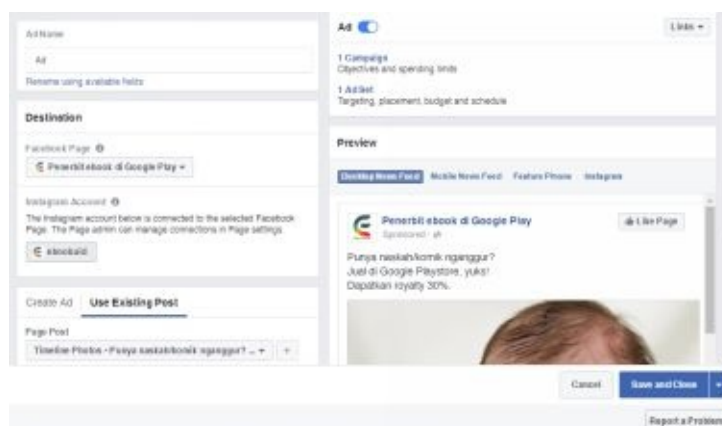 Ad Name
Ad
Rename using available fields
Destination
Facebook Page
Penerbit ebook di Google Play
Instagram Account
The Instagram account below is connected to the selected Facebook
Page. The Page admin can manage connections in Page settings.
ebookuid
Create Ad
Use Existing Post
Page Post
Timeline Photos - Punya naskah/komik nganggur? ...
+
Ad
Links
1 Campaign
Objectives and spending limits
1 Ad Set
Targeting, placement, budget and schedule
Preview
Desktop News Feed
Mobile News Feed
Feature Phone
Instagram
Penerbit ebook di Google Play
Sponsored
Like Page
Punya naskah/komik nganggur?
Jual di Google Playstore, yuks!
Dapatkan royalty 30%.
Cancel
Save and Close
Report a Problem